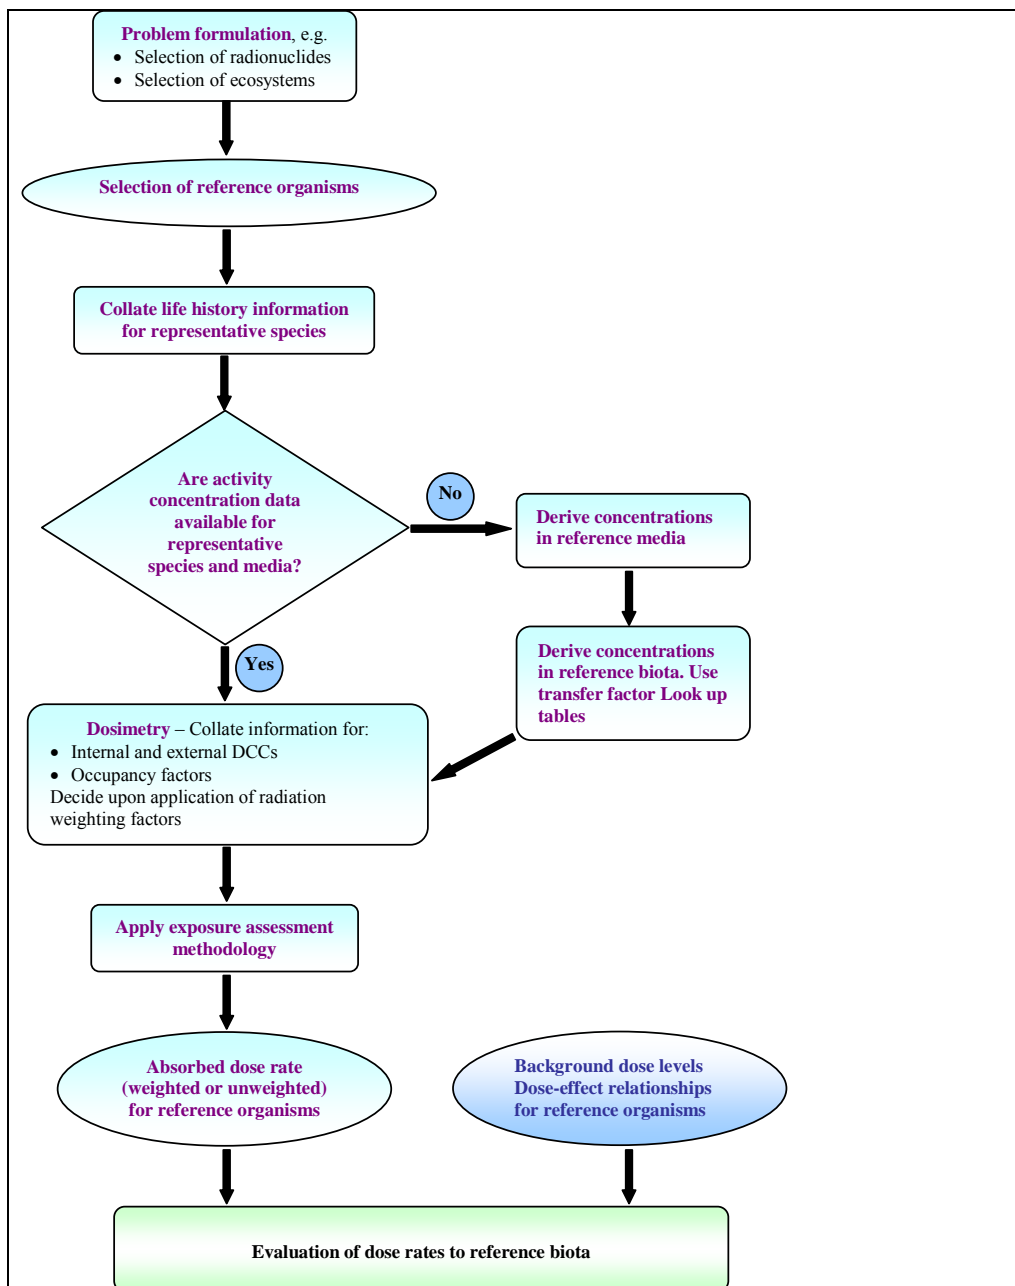 Problem formulation, e.g.
• Selection of radionuclides
• Selection of ecosystems
Selection of reference organisms
Collate life history information
for representative species
Are activity
concentration data
available for
representative
species and media?
No
Derive concentrations
in reference media
Derive concentrations
in reference biota. Use
transfer factor Look up
tables
Yes
Dosimetry – Collate information for:
• Internal and external DCCs
• Occupancy factors
Decide upon application of radiation
weighting factors
Apply exposure assessment
methodology
Absorbed dose rate
(weighted or unweighted)
for reference organisms
Background dose levels
Dose-effect relationships
for reference organisms
Evaluation of dose rates to reference biota